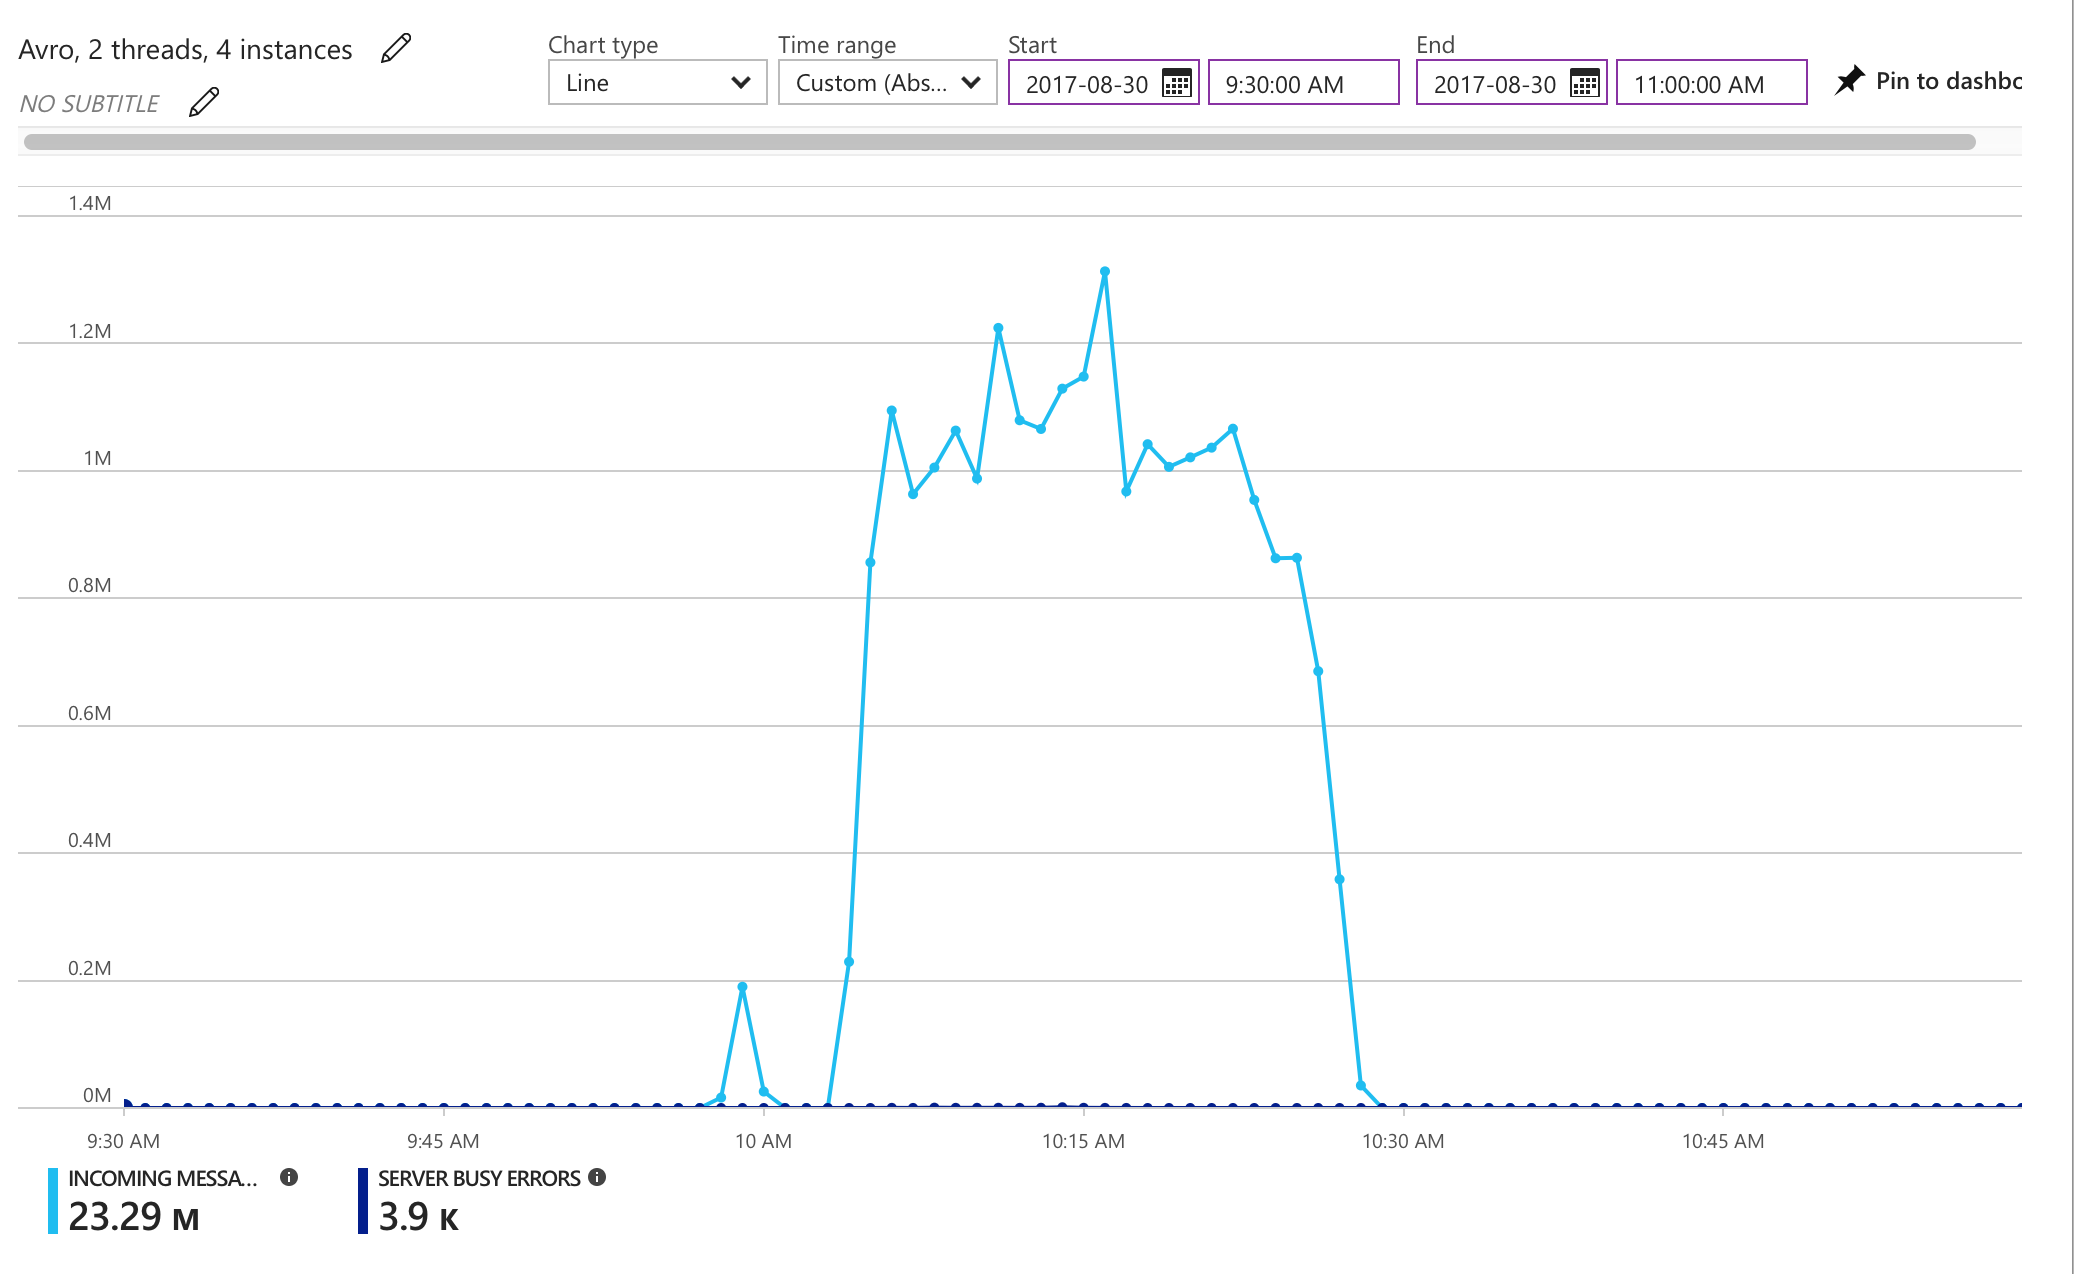 Avro, 2 threads, 4 instances
NO SUBTITLE
Chart type
Line
Time range
Custom (Abs...
Start
2017-08-30
9:30:00 AM
End
2017-08-30
11:00:00 AM
Pin to dashbo
1.4M
1.2M
1M
0.8M
0.6M
0.4M
0.2M
0M
9:30 AM
9:45 AM
10 AM
10:15 AM
10:30 AM
10:45 AM
INCOMING MESSA...
23.29 M
SERVER BUSY ERRORS
3.9 K